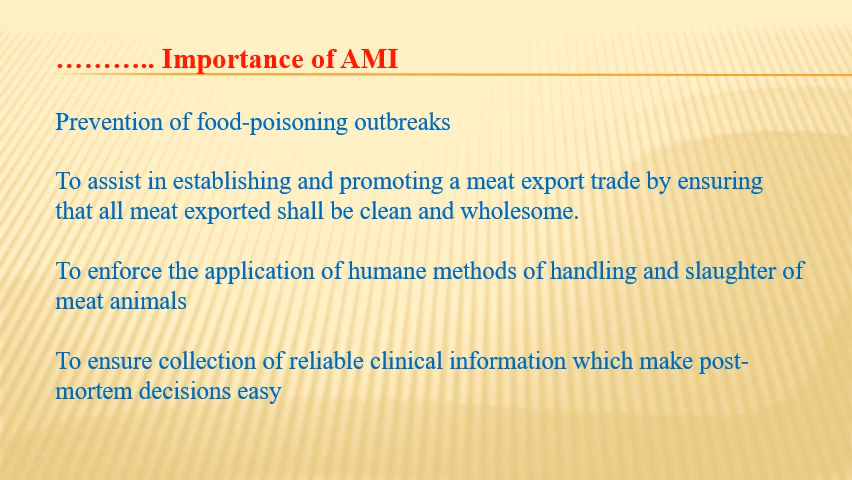 ……….. Importance of AMI
Prevention of food-poisoning outbreaks
To assist in establishing and promoting a meat export trade by ensuring
that all meat exported shall be clean and wholesome.
To enforce the application of humane methods of handling and slaughter of
meat animals
To ensure collection of reliable clinical information which make post-
mortem decisions easy